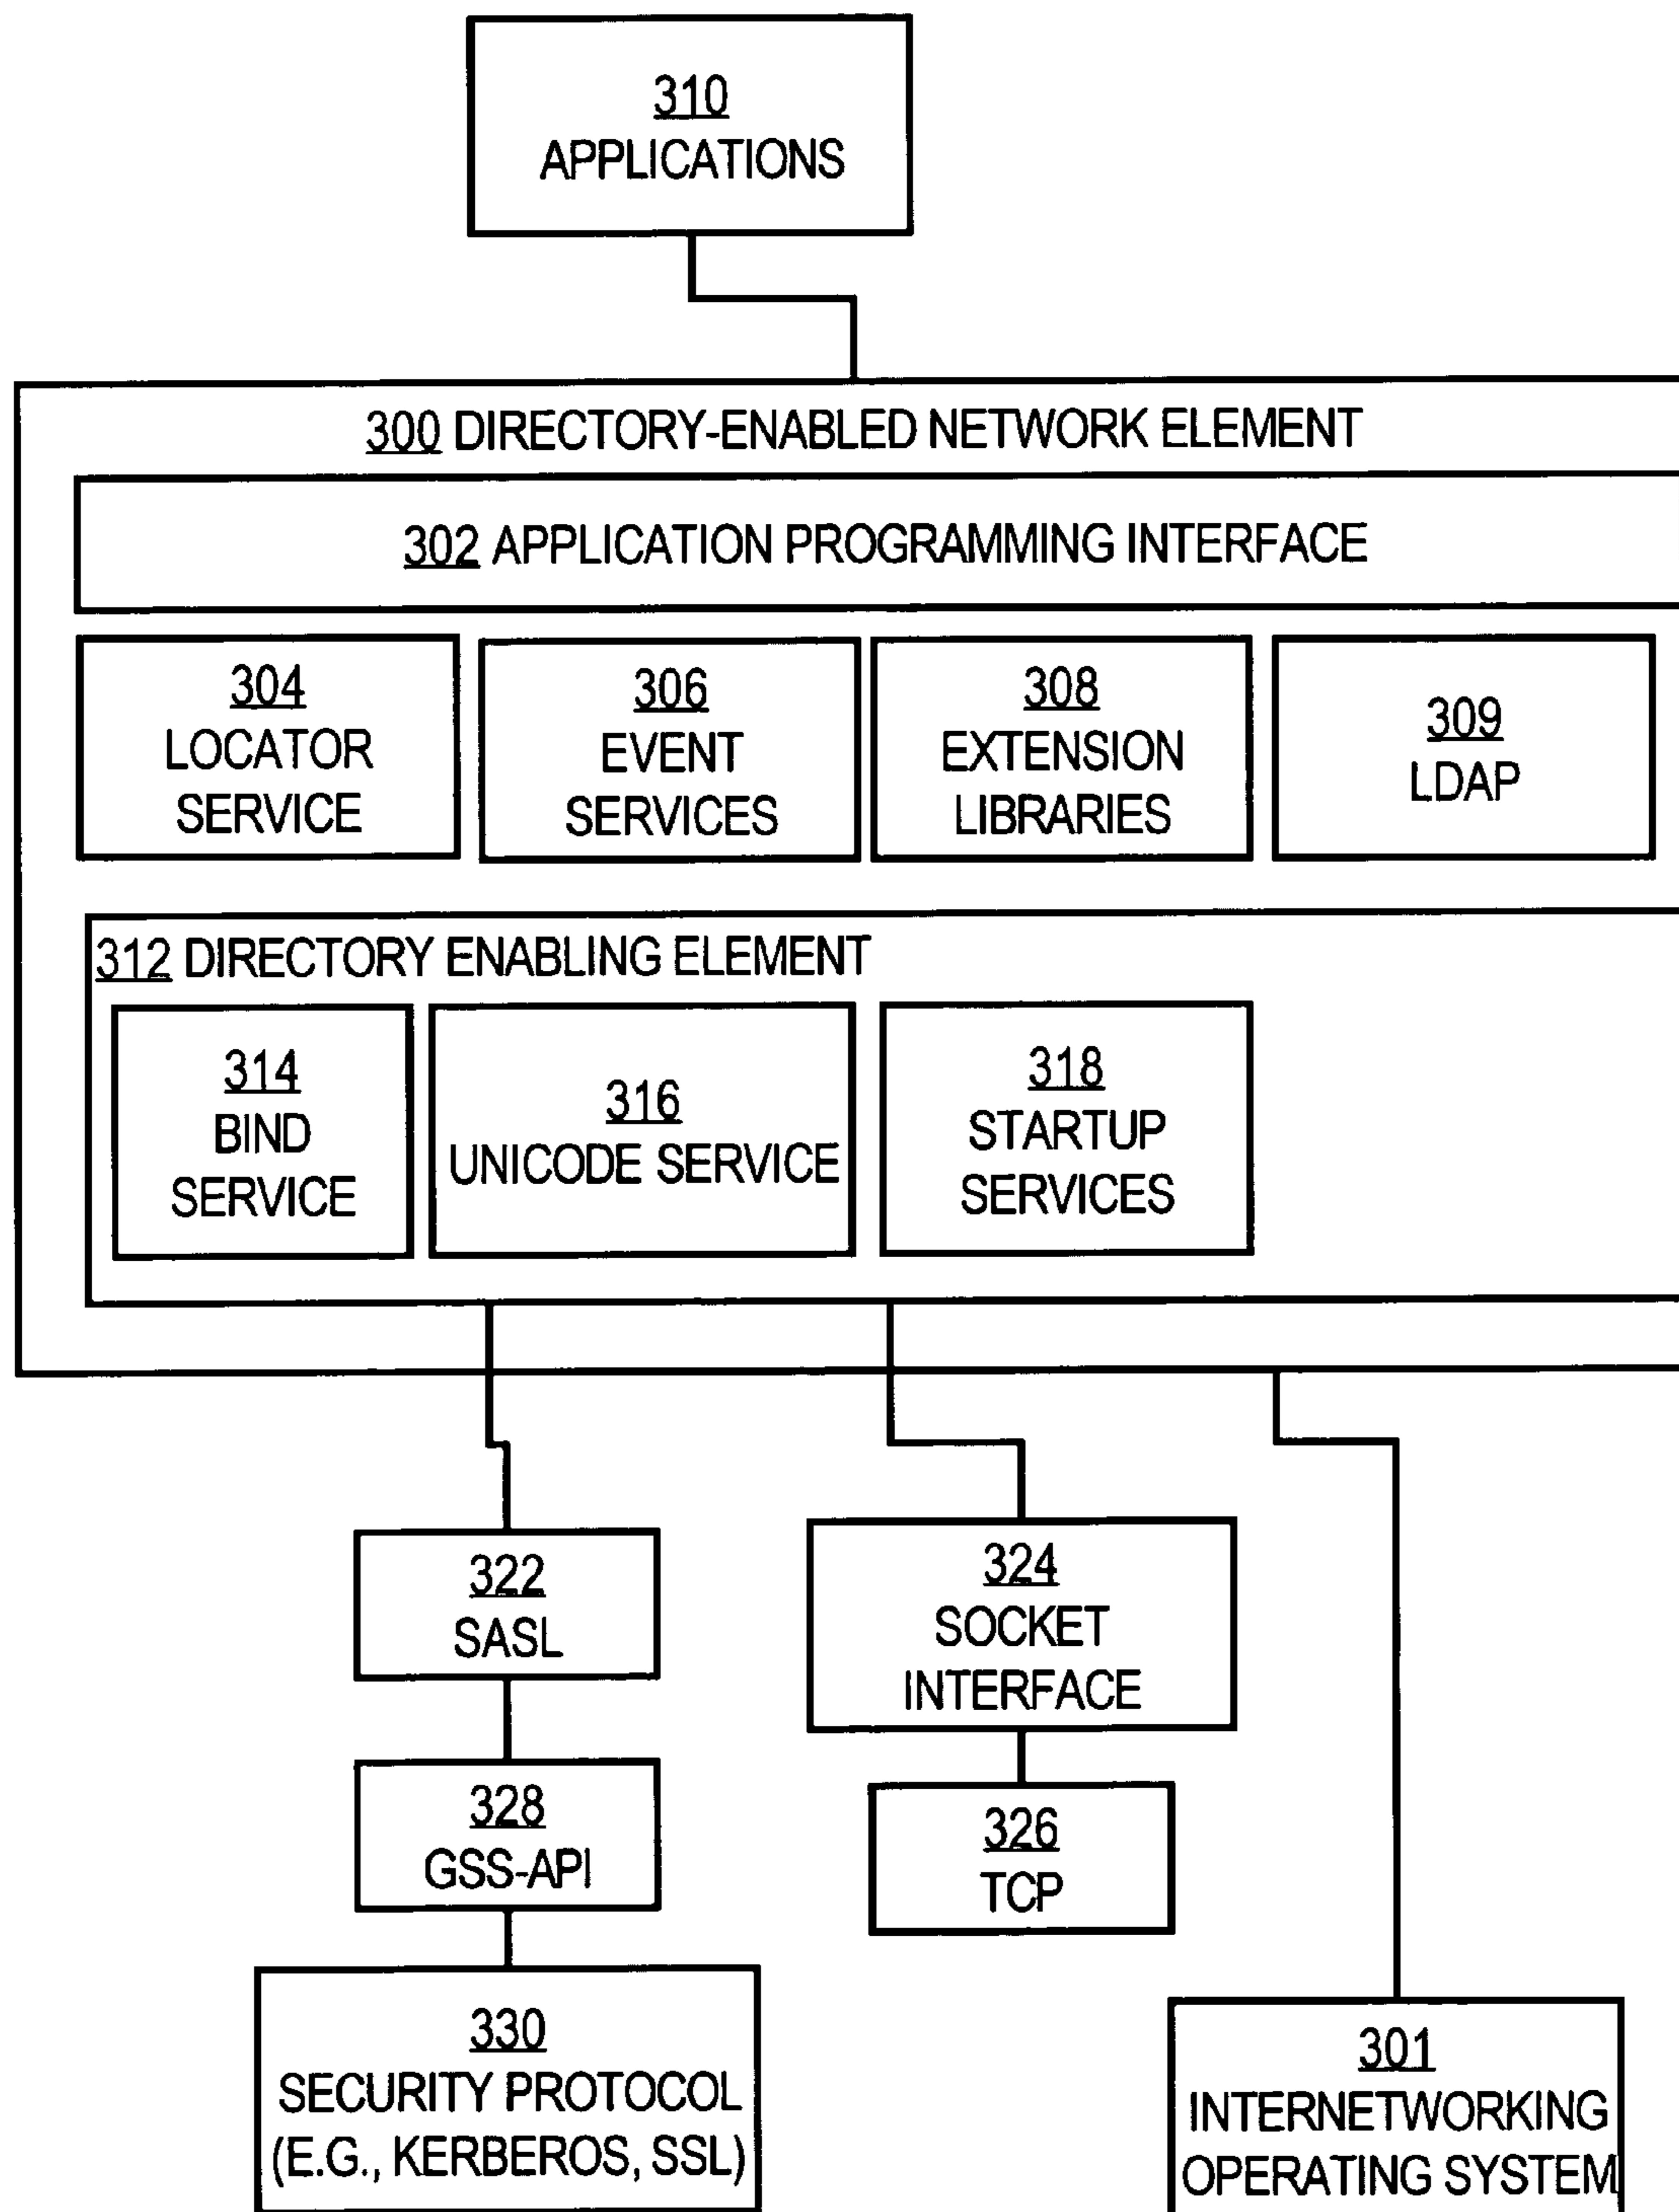 310
APPLICATIONS
300 DIRECTORY-ENABLED NETWORK ELEMENT
302 APPLICATION PROGRAMMING INTERFACE
304
LOCATOR
SERVICE
306
EVENT
SERVICES
308
EXTENSION
LIBRARIES
309
LDAP
312 DIRECTORY ENABLING ELEMENT
314
BIND
SERVICE
316
UNICODE SERVICE
318
STARTUP
SERVICES
322
SASL
324
SOCKET
INTERFACE
328
GSS-API
326
TCP
330
SECURITY PROTOCOL
(E.G., KERBEROS, SSL)
301
INTERNETWORKING
OPERATING SYSTEM